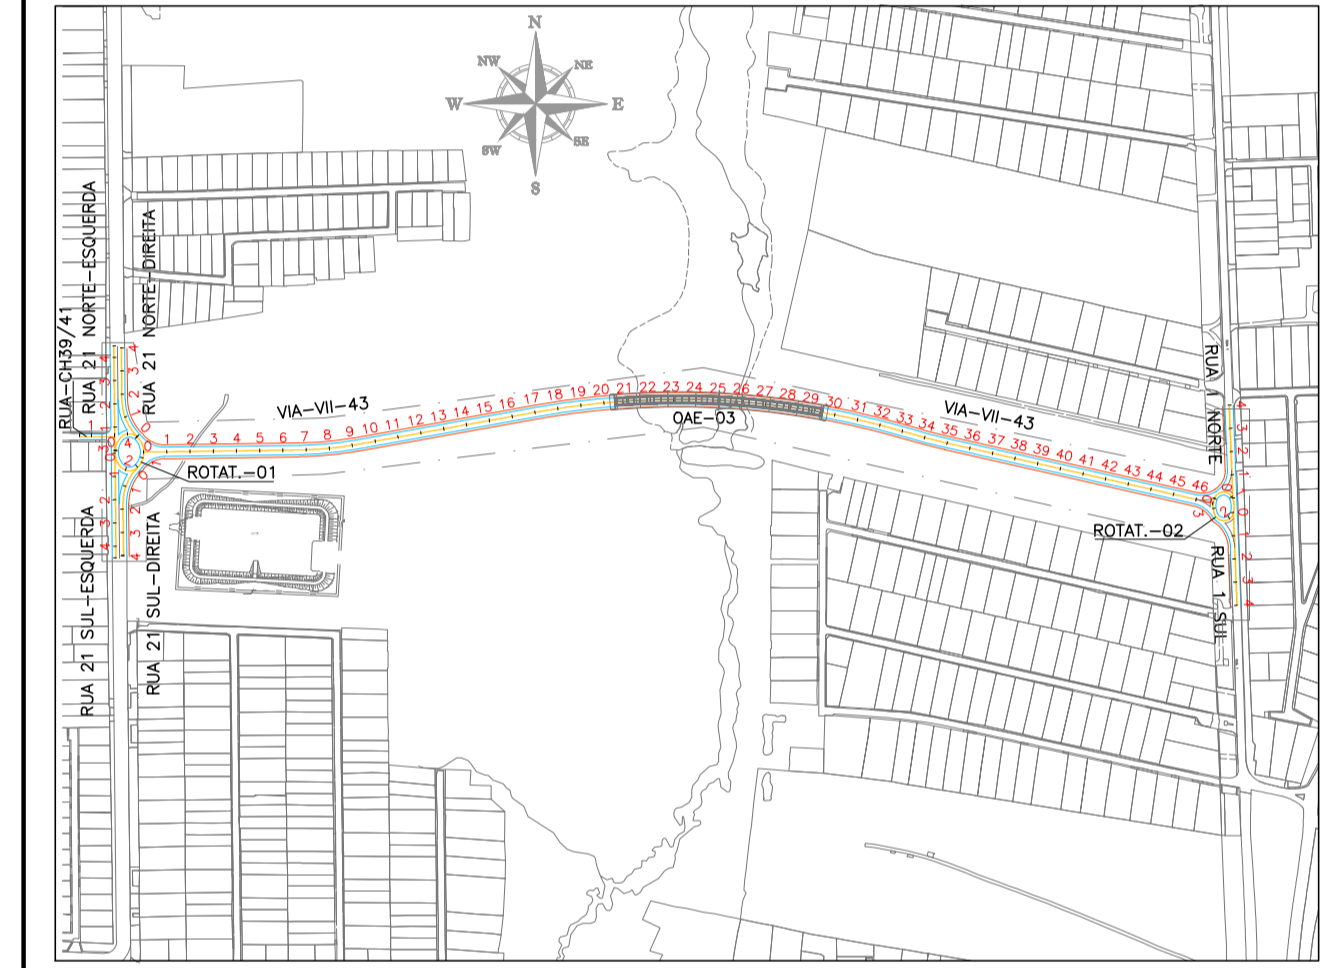 N
NW
NE
W
E
SW
SE
S
RUA-CH39/41
RUA 21 NORTE-ESQUERDA
RUA 21 NORTE-DIREITA
VIA-VII-43
1 2 3 4 5 6 7 8 9 10 11 12 13 14 15 16 17 18 19 20 21 22 23 24 25 26 27 28 29 30 31 32 33 34 35 36 37 38 39 40 41 42 43 44 45 46
OAE-03
VIA-VII-43
RUA 1 NORTE
ROTAT.-01
ROTAT.-02
RUA 21 SUL-ESQUERDA
RUA 21 SUL-DIREITA
RUA 1 SUL